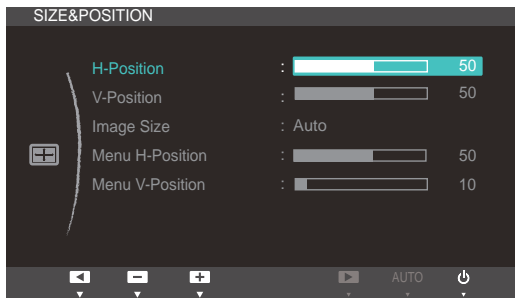 SIZE&POSITION
H-Position : 50
V-Position : 50
Image Size : Auto
Menu H-Position : 50
Menu V-Position : 10
AUTO